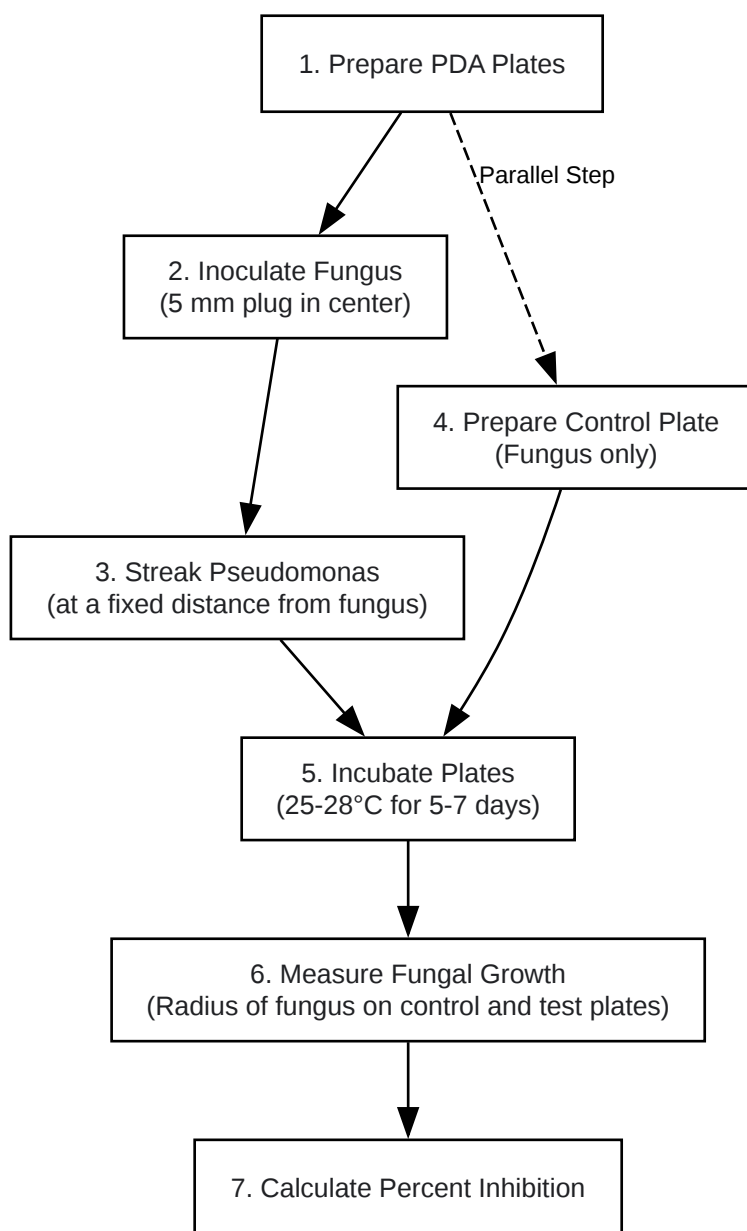 1. Prepare PDA Plates
Parallel Step
2. Inoculate Fungus
(5 mm plug in center)
4. Prepare Control Plate
(Fungus only)
3. Streak Pseudomonas
(at a fixed distance from fungus)
5. Incubate Plates
(25-28°C for 5-7 days)
6. Measure Fungal Growth
(Radius of fungus on control and test plates)
7. Calculate Percent Inhibition